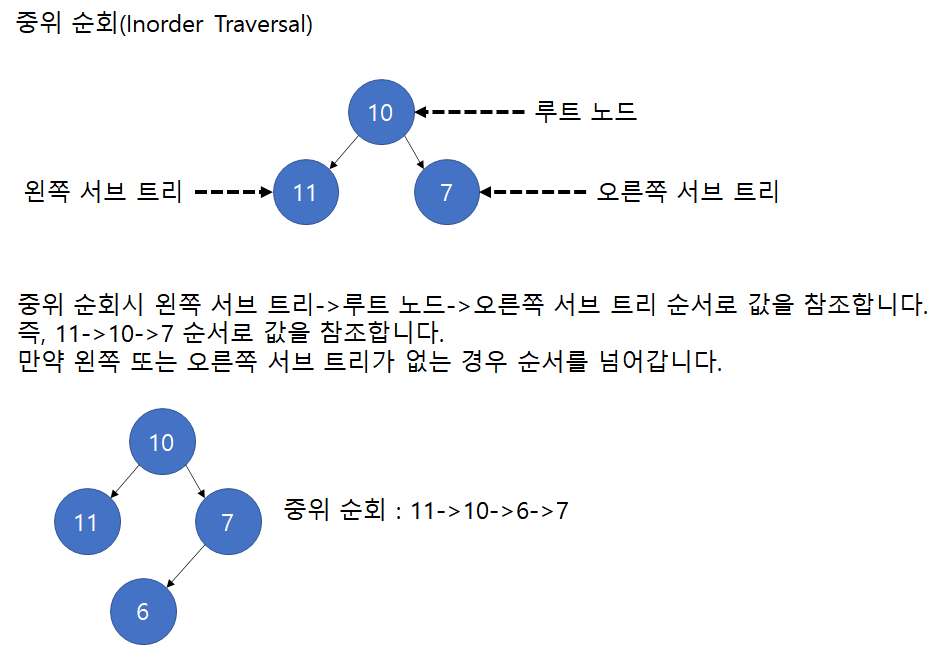 중위 순회(Inorder Traversal)
10
루트 노드
왼쪽 서브 트리
11
7
오른쪽 서브 트리
중위 순회시 왼쪽 서브 트리->루트 노드->오른쪽 서브 트리 순서로 값을 참조합니다.
즉, 11->10->7 순서로 값을 참조합니다.
만약 왼쪽 또는 오른쪽 서브 트리가 없는 경우 순서를 넘어갑니다.
10
11
7
중위 순회 : 11->10->6->7
6